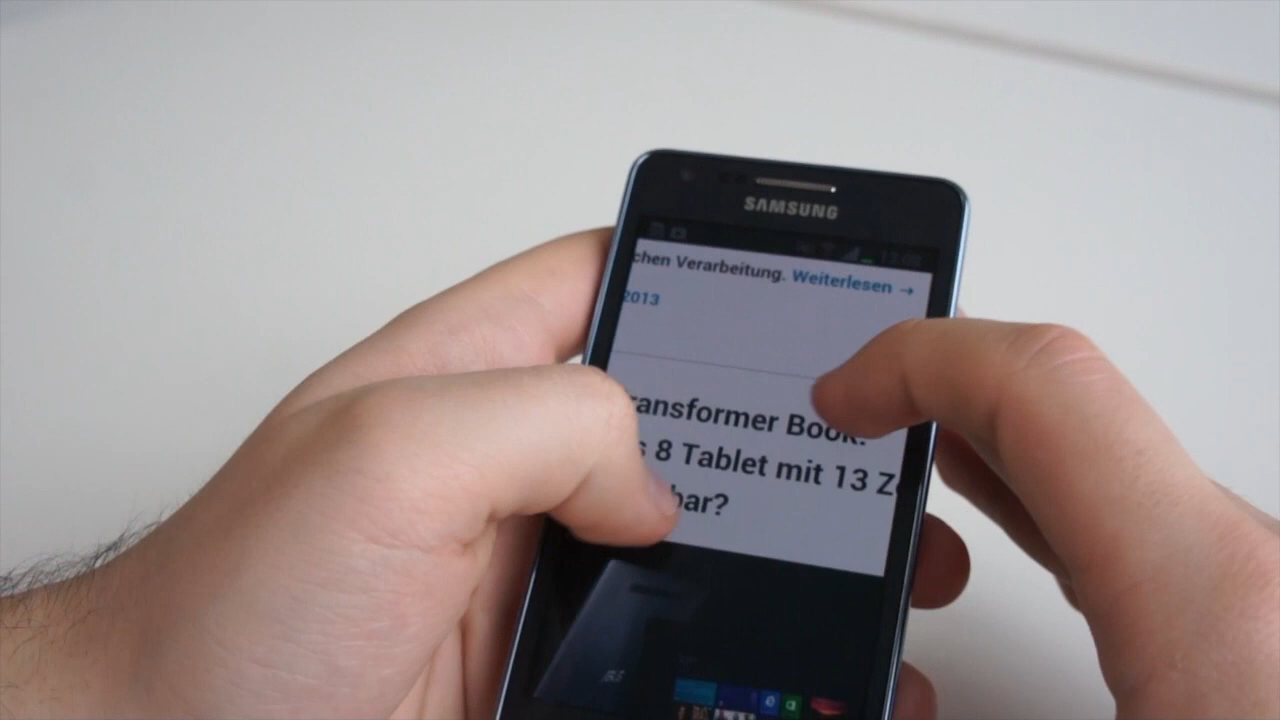 SAMSUNG
chen Verarbeitung. Weiterlesen →
2013
ransformer Book:
s 8 Tablet mit 13 Z
bar?